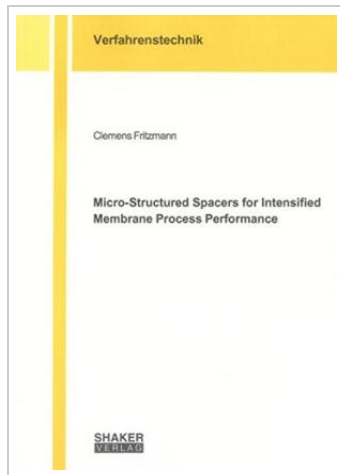 Verfahrenstechnik
Clemens Fritzmann
Micro-Structured Spacers for Intensified
Membrane Process Performance
SHAKER
VERLAG